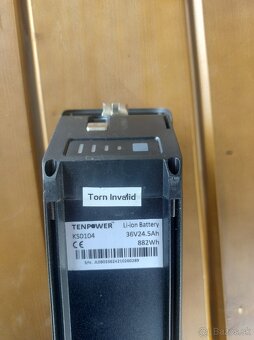 Torn Invalid
TENPOWER
Li-ion Battery
KS0104
36V24.5Ah
CE
882Wh